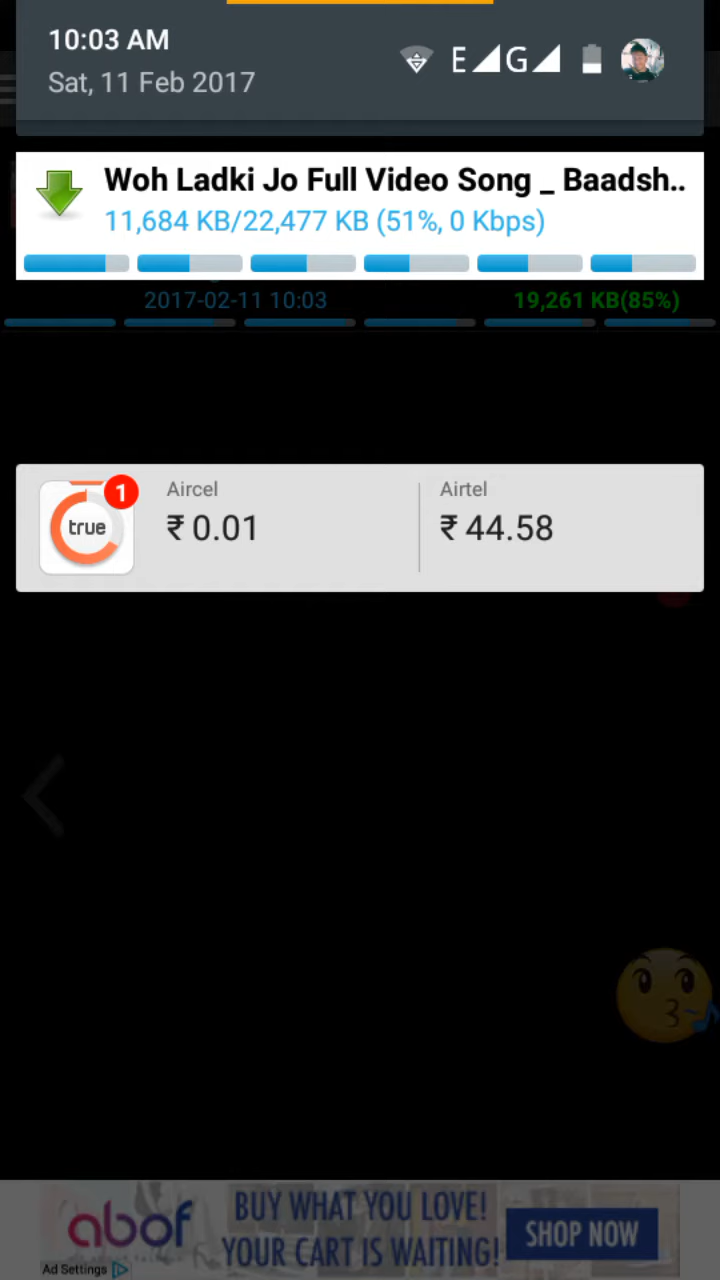 10:03 AM
Sat, 11 Feb 2017
E G
Woh Ladki Jo Full Video Song _ Baadsh..
11,684 KB/22,477 KB (51%, 0 Kbps)
2017-02-11 10:03 19,261 KB(85%)
true 1
Aircel Airtel
₹ 0.01 ₹ 44.58
abof
BUY WHAT YOU LOVE!
YOUR CART IS WAITING!
SHOP NOW
Ad Settings